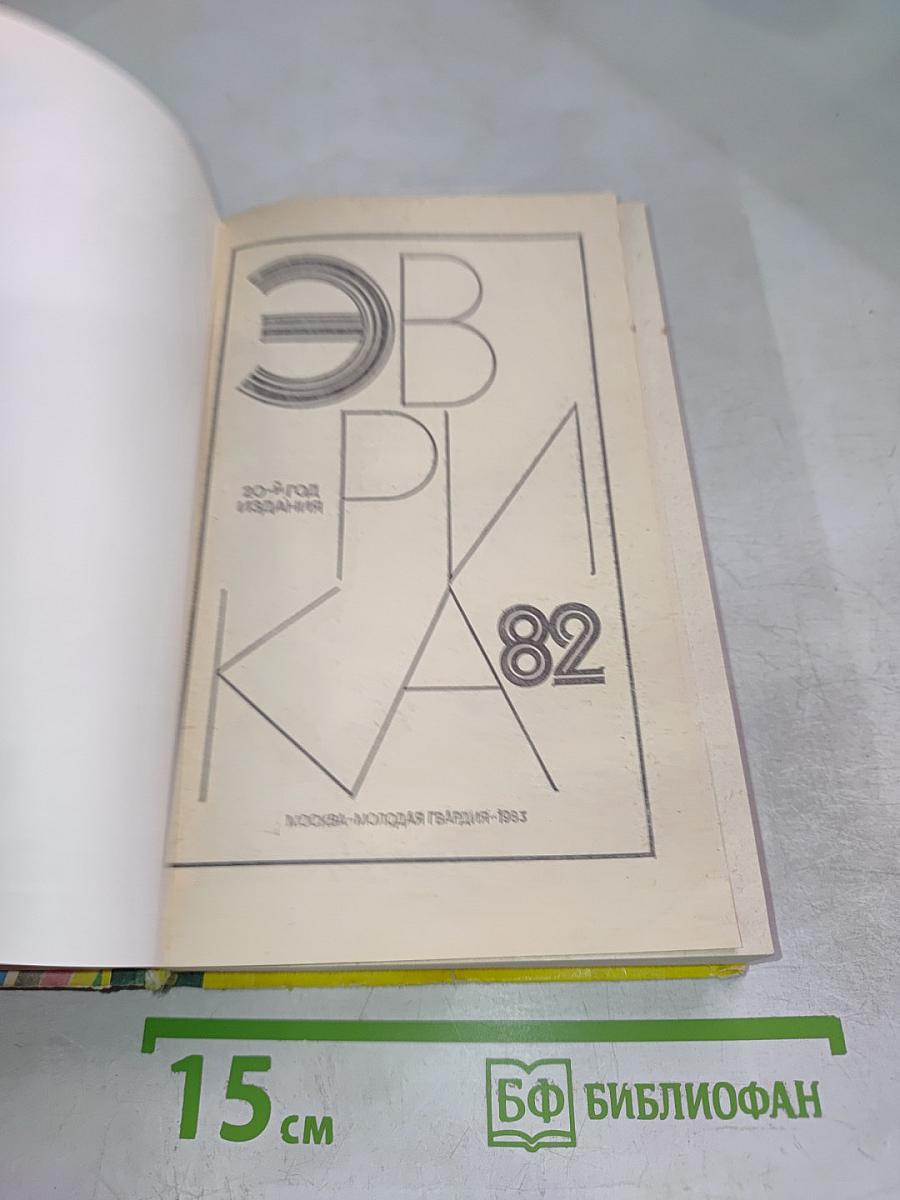 ЭВ
РИ
КА 82
20-й ГОД
ИЗДАНИЯ
МОСКВА-МОЛОДАЯ ГВАРДИЯ-1983
15 см
БФ БИБЛИОФАН